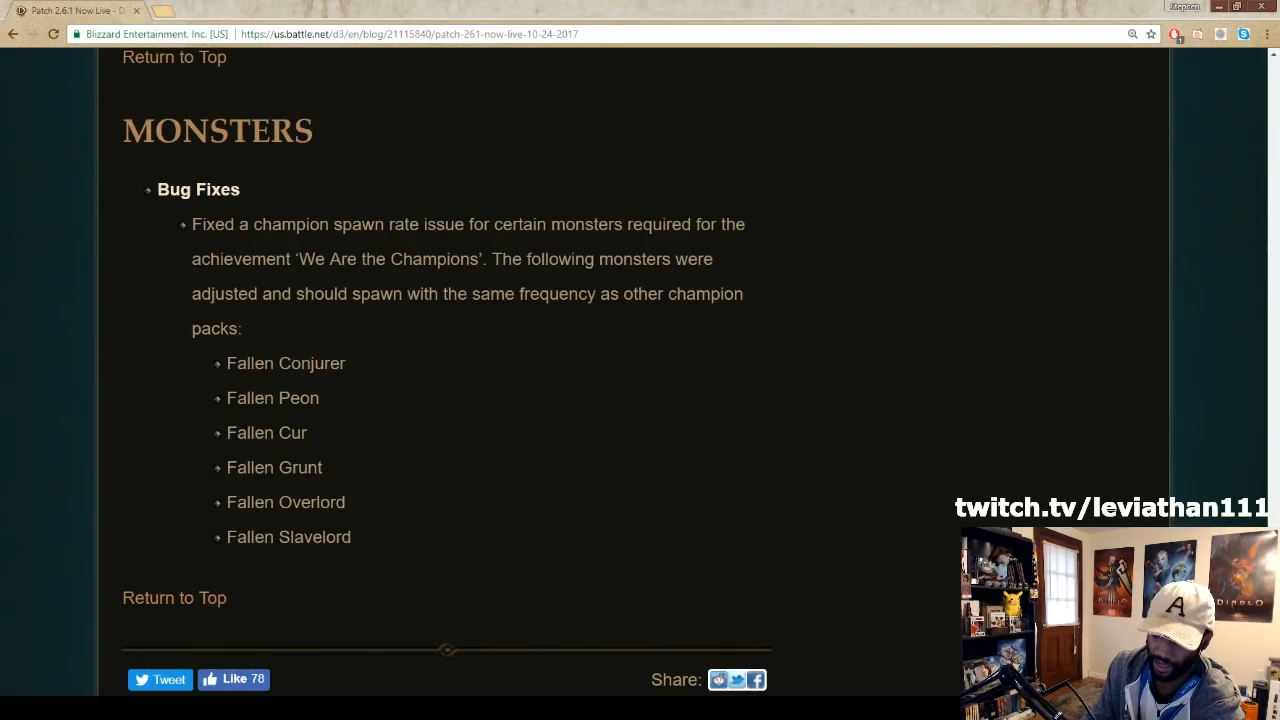 Patch 2.6.1 Now Live - D
Stephen
Blizzard Entertainment, Inc. [US]
https://us.battle.net/d3/en/blog/21115840/patch-261-now-live-10-24-2017
1
Return to Top
MONSTERS
Bug Fixes
Fixed a champion spawn rate issue for certain monsters required for the
achievement ‘We Are the Champions’. The following monsters were
adjusted and should spawn with the same frequency as other champion
packs:
Fallen Conjurer
Fallen Peon
Fallen Cur
Fallen Grunt
Fallen Overlord
Fallen Slavelord
twitch.tv/leviathan111
DIABLO
DIABLO
A
Return to Top
Tweet
Like 78
Share: